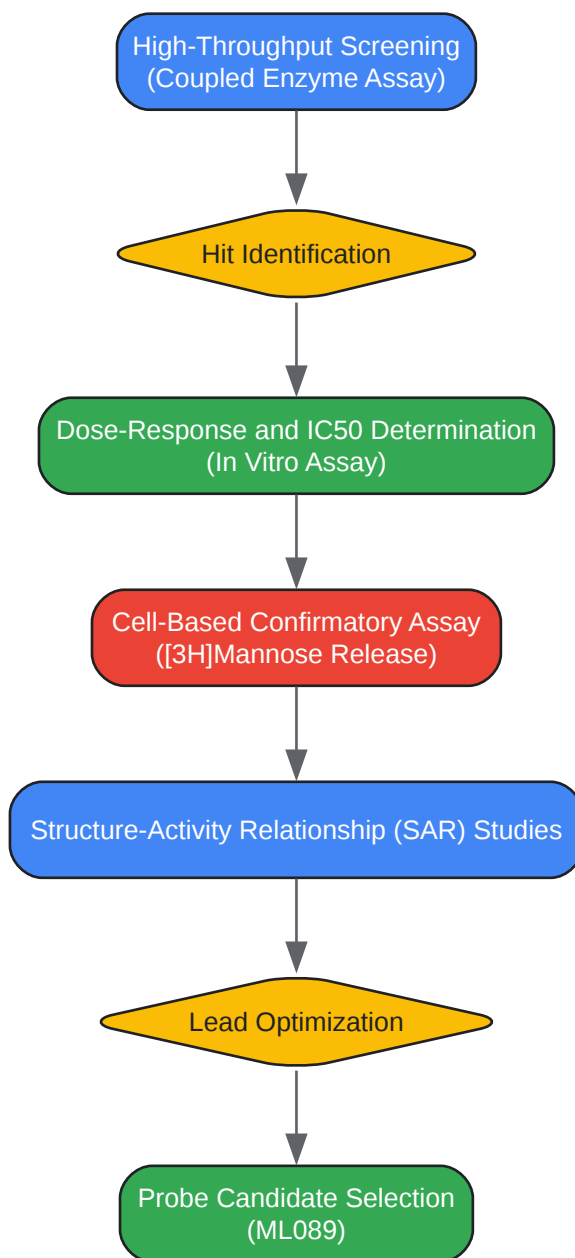 High-Throughput Screening
(Coupled Enzyme Assay)
Hit Identification
Dose-Response and IC50 Determination
(In Vitro Assay)
Cell-Based Confirmatory Assay
([3H]Mannose Release)
Structure-Activity Relationship (SAR) Studies
Lead Optimization
Probe Candidate Selection
(ML089)